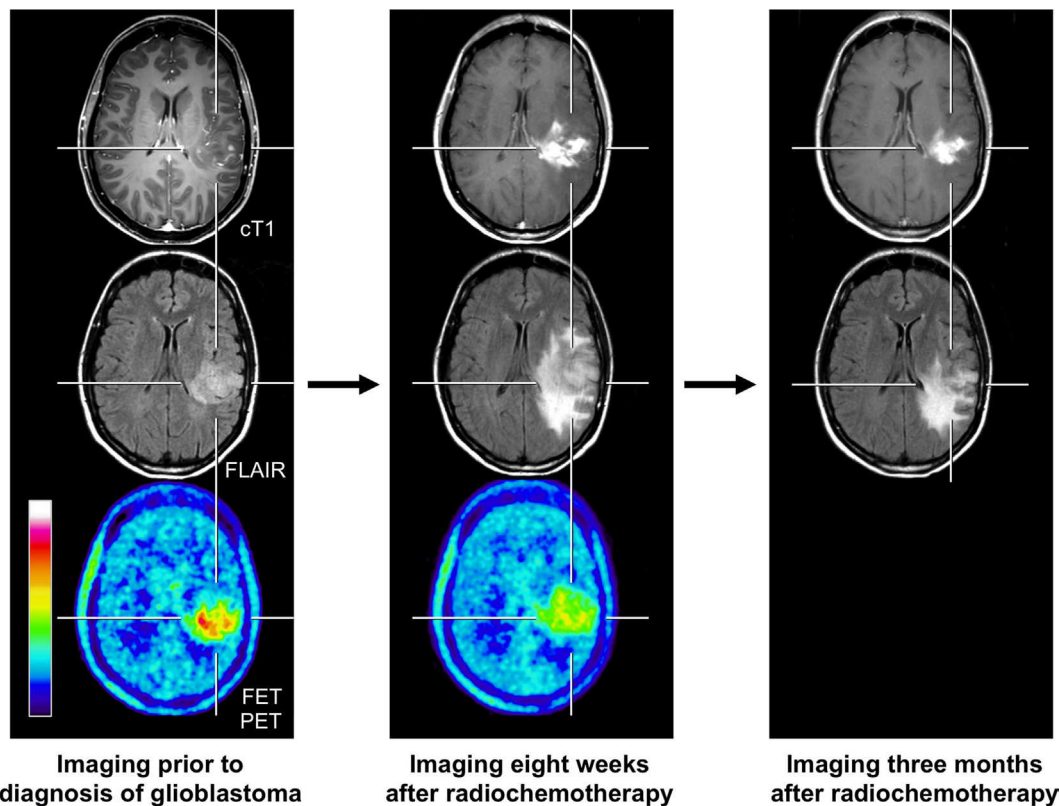 cT1
FLAIR
FET
PET
Imaging prior to
diagnosis of glioblastoma
Imaging eight weeks
after radiochemotherapy
Imaging three months
after radiochemotherapy